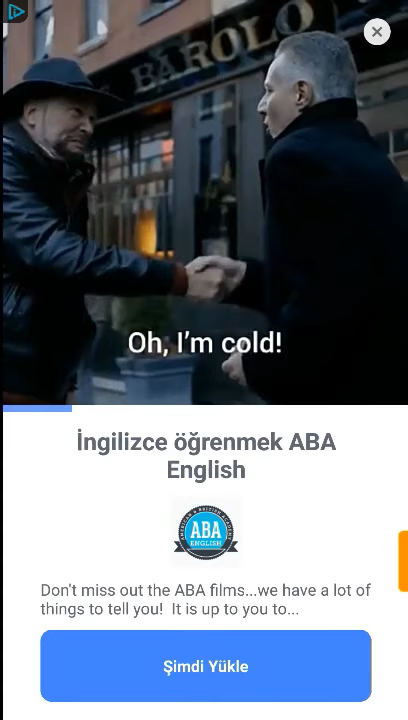 BAROLO
Oh, I'm cold!
İngilizce öğrenmek ABA
English
ABA
ENGLISH
Don't miss out the ABA films...we have a lot of
things to tell you! It is up to you to...
Şimdi Yükle